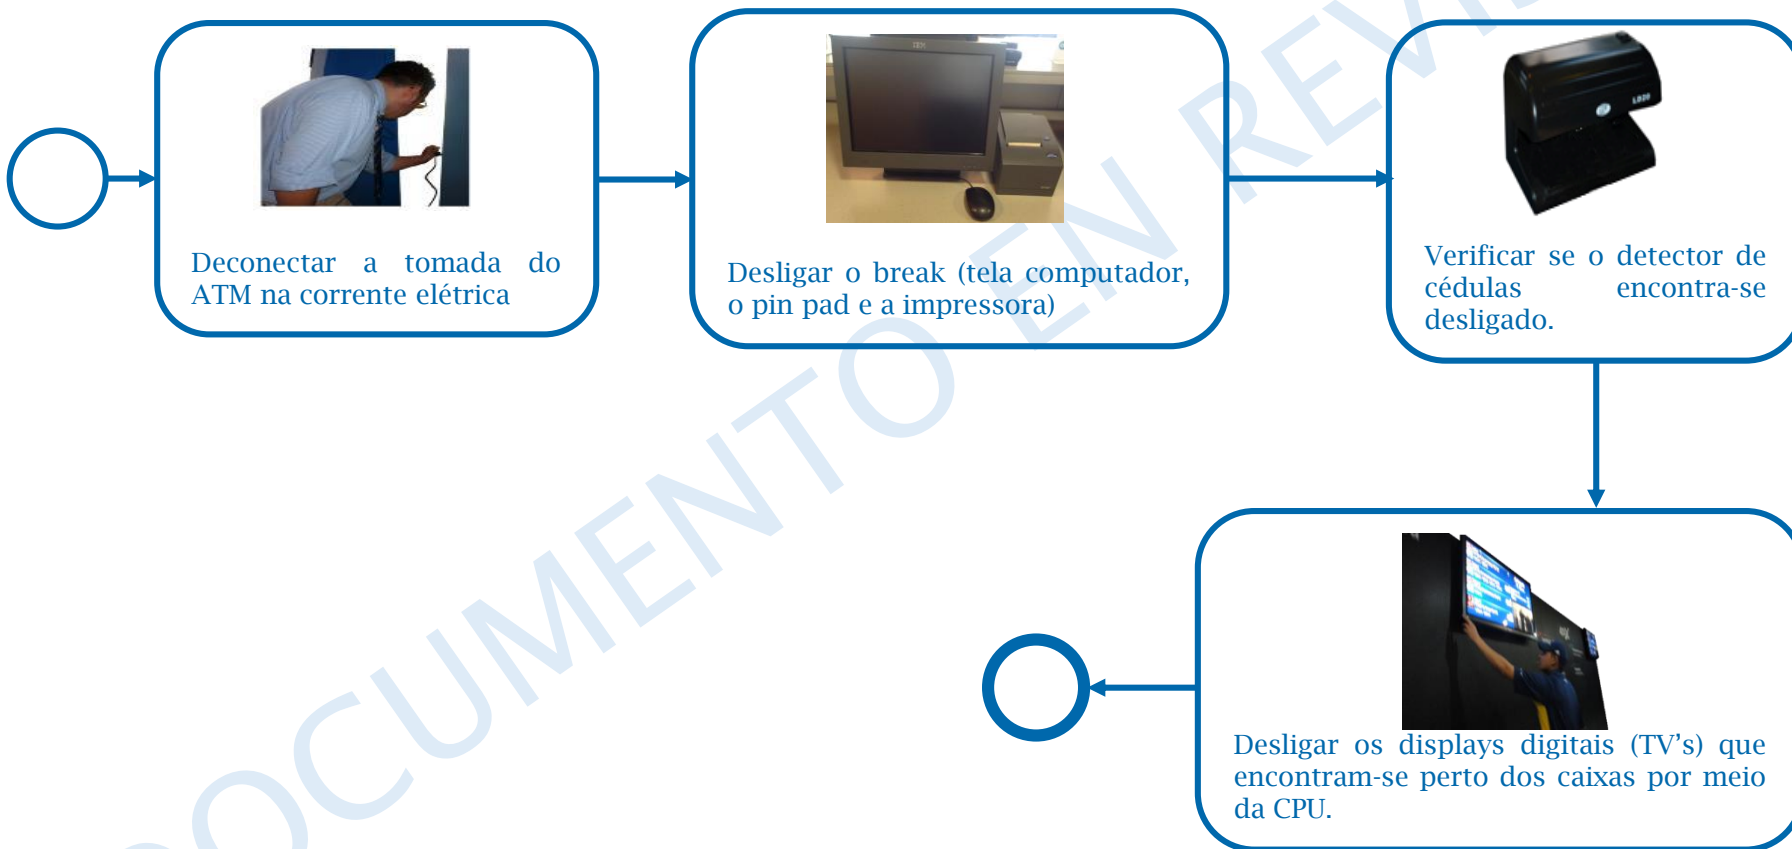 Deconectar a tomada do
ATM na corrente elétrica
IBM
Desligar o break (tela computador,
o pin pad e a impressora)
Verificar se o detector de
cédulas encontra-se
desligado.
Desligar os displays digitais (TV’s) que
encontram-se perto dos caixas por meio
da CPU.
DOCUMENTO EN REVI